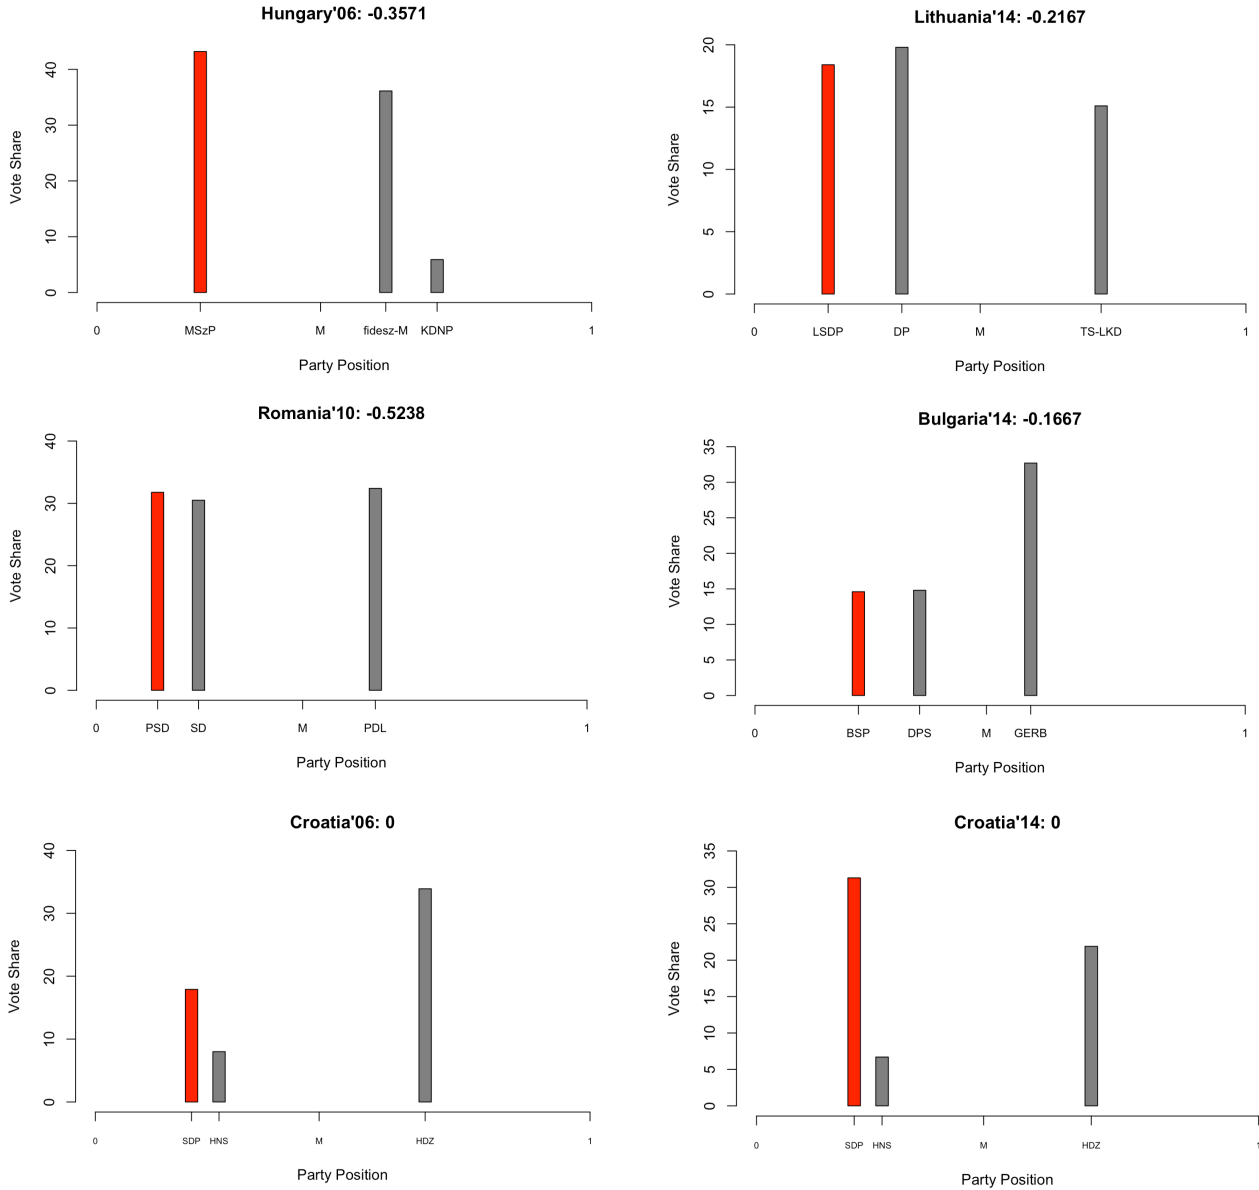 Hungary'06: -0.3571
Vote Share
40
30
20
10
0
0 MSzP M fidesz-M KDNP 1
Party Position
Lithuania'14: -0.2167
Vote Share
20
15
10
5
0
0 LSDP DP M TS-LKD 1
Party Position
Romania'10: -0.5238
Vote Share
40
30
20
10
0
0 PSD SD M PDL 1
Party Position
Bulgaria'14: -0.1667
Vote Share
35
30
25
20
15
10
5
0
0 BSP DPS M GERB 1
Party Position
Croatia'06: 0
Vote Share
40
30
20
10
0
0 SDP HNS M HDZ 1
Party Position
Croatia'14: 0
Vote Share
35
30
25
20
15
10
5
0
0 SDP HNS M HDZ 1
Party Position